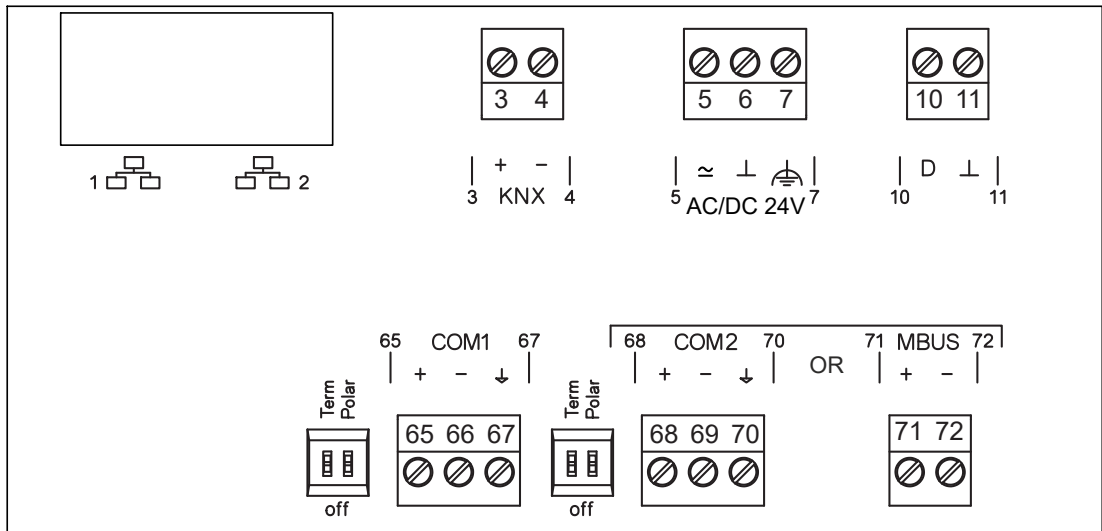 3 4
5 6 7
10 11
1
2
3 + − 4
KNX
5 ≃ ⊥ 7
AC/DC 24V
10 D ⊥ 11
65 COM1 67
+ −
68 COM2 70
+ −
OR
71 MBUS 72
+ −
Term
Polar
off
65 66 67
Term
Polar
off
68 69 70
71 72